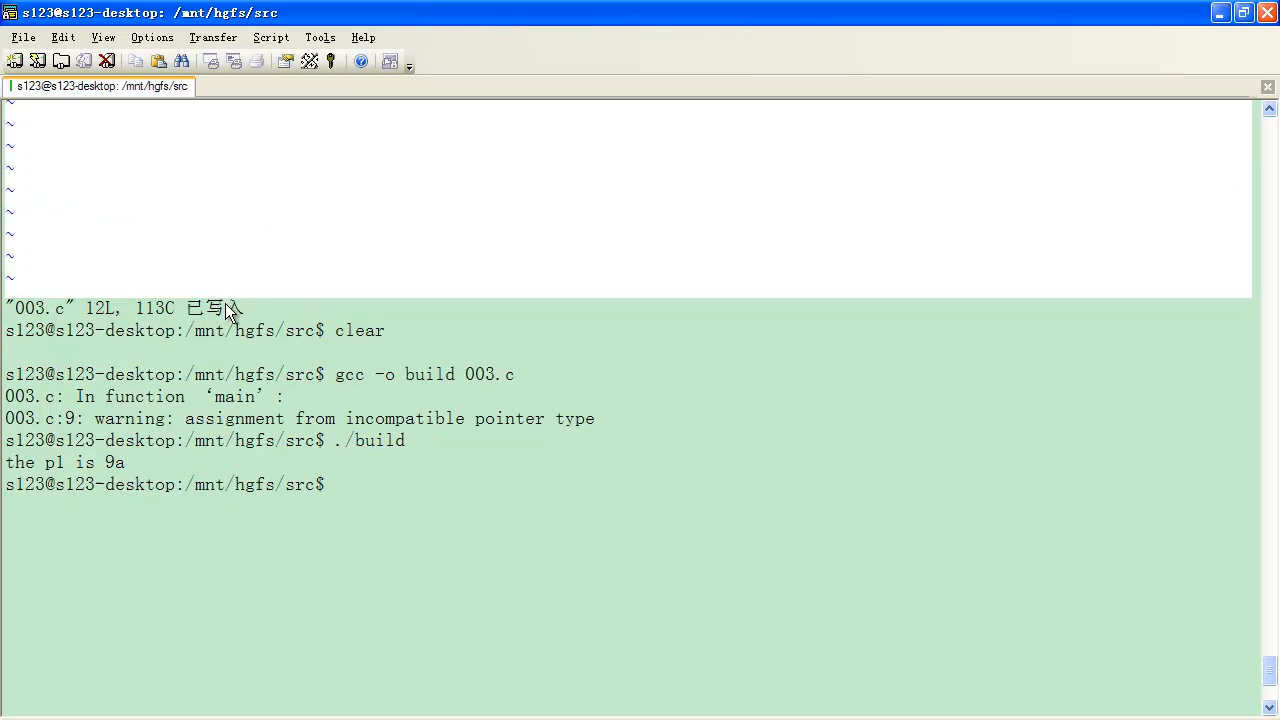 s123@s123-desktop: /mnt/hgfs/src
File Edit View Options Transfer Script Tools Help
s123@s123-desktop: /mnt/hgfs/src
~
~
~
~
~
~
~
~
~
"003.c" 12L, 113C 已写入
s123@s123-desktop:/mnt/hgfs/src$ clear
s123@s123-desktop:/mnt/hgfs/src$ gcc -o build 003.c
003.c: In function ‘main’:
003.c:9: warning: assignment from incompatible pointer type
s123@s123-desktop:/mnt/hgfs/src$ ./build
the p1 is 9a
s123@s123-desktop:/mnt/hgfs/src$